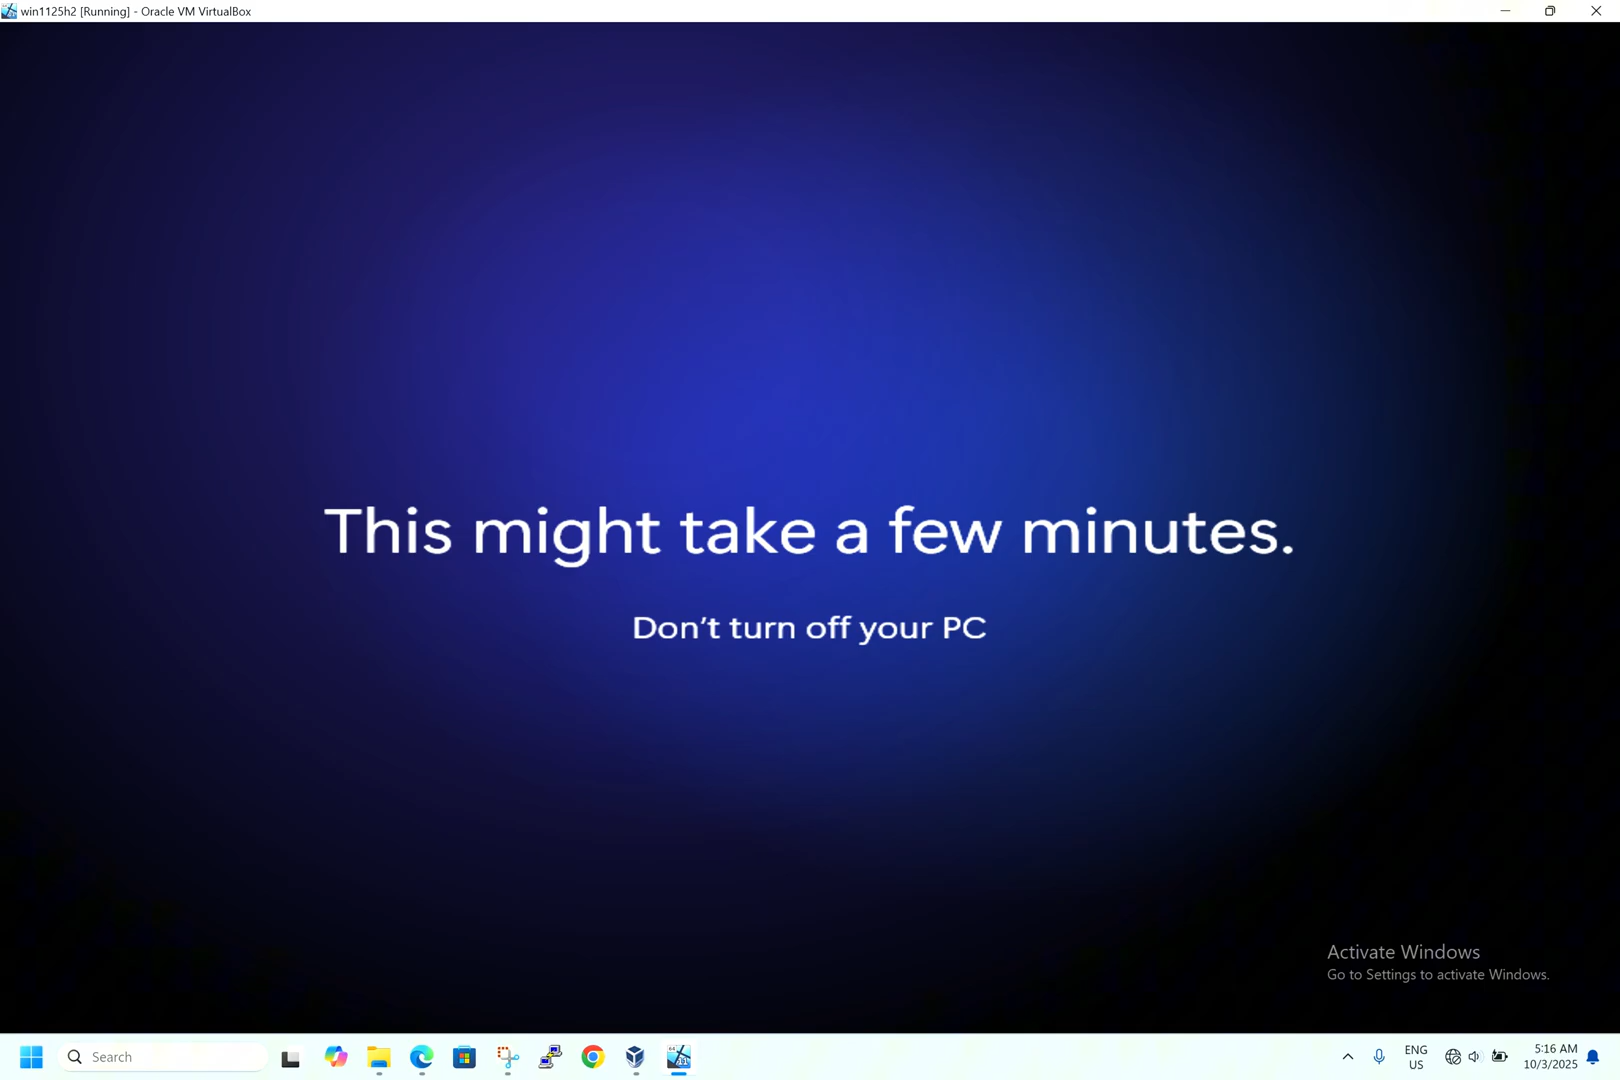 win1125h2 [Running] - Oracle VM VirtualBox
This might take a few minutes.
Don't turn off your PC
Activate Windows
Go to Settings to activate Windows.
Search
ENG
US
5:16 AM
10/3/2025